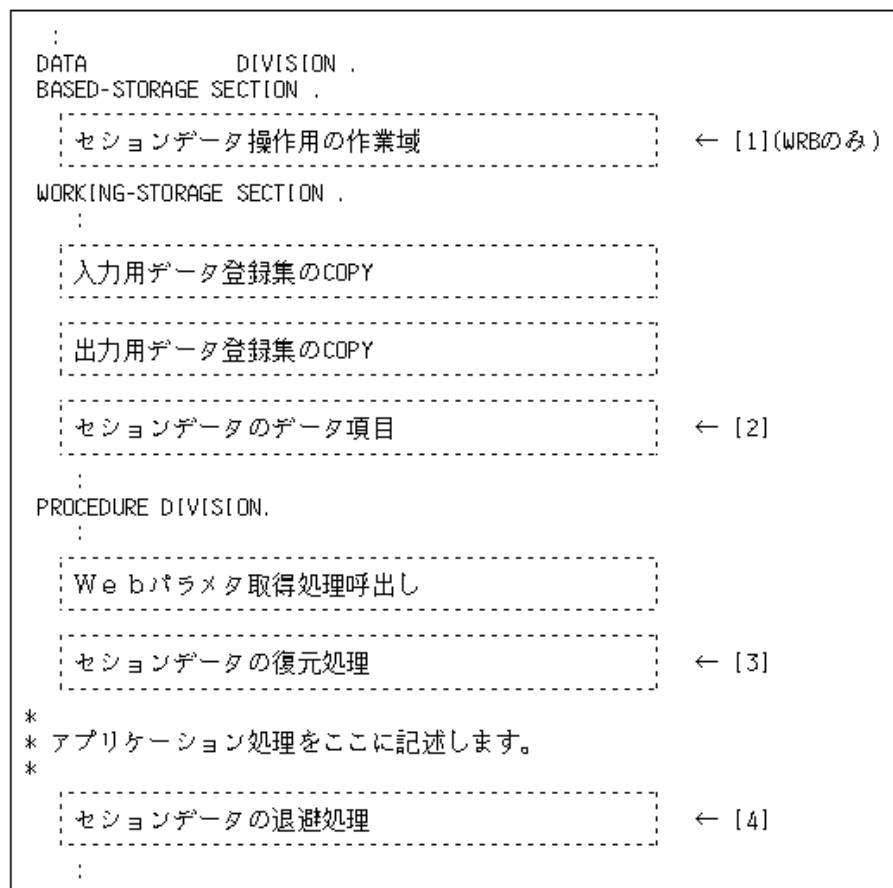 :
DATA DIVISION .
BASED-STORAGE SECTION .
セションデータ操作用の作業域 ← [1](WRBのみ)
WORKING-STORAGE SECTION .
:
入力用データ登録集のCOPY
出力用データ登録集のCOPY
セションデータのデータ項目 ← [2]
:
PROCEDURE DIVISION.
:
Ｗｅｂパラメタ取得処理呼出し
セションデータの復元処理 ← [3]
*
* アプリケーション処理をここに記述します。
*
セションデータの退避処理 ← [4]
: